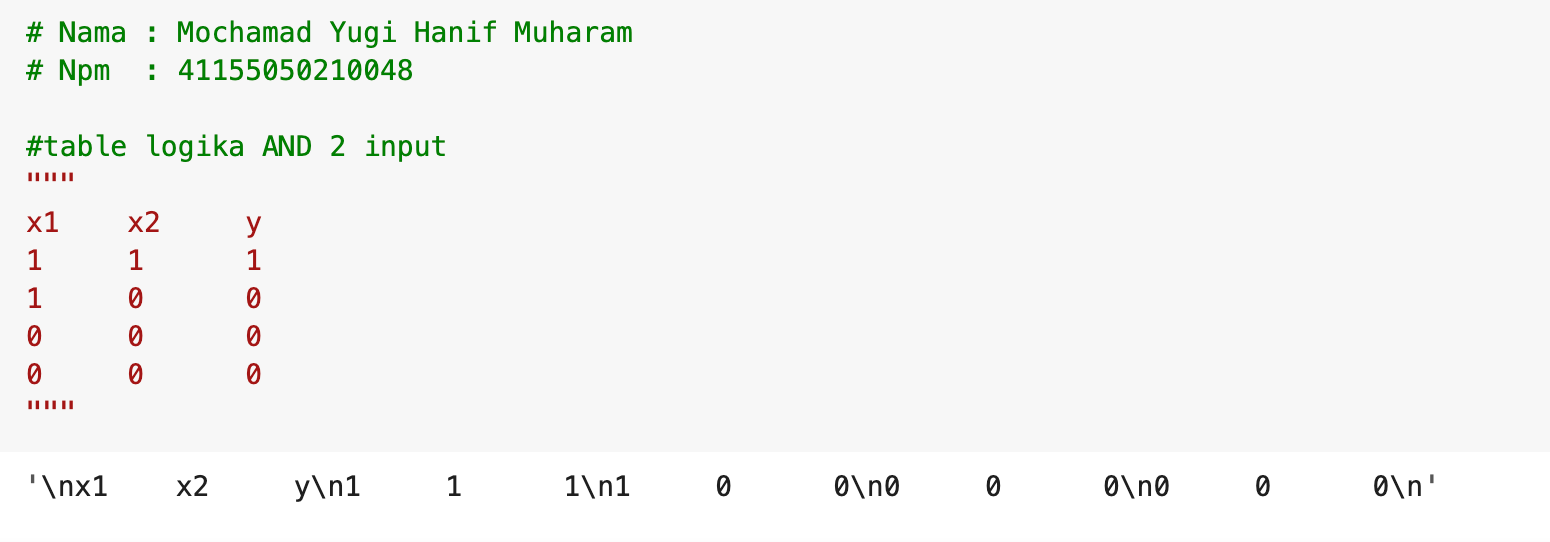 # Nama : Mochamad Yugi Hanif Muharam
# Npm  : 41155050210048
#table logika AND 2 input
"""
x1    x2     y
1     1      1
1     0      0
0     0      0
0     0      0
"""
'\nx1    x2     y\n1     1      1\n1     0      0\n0     0      0\n0     0      0\n'